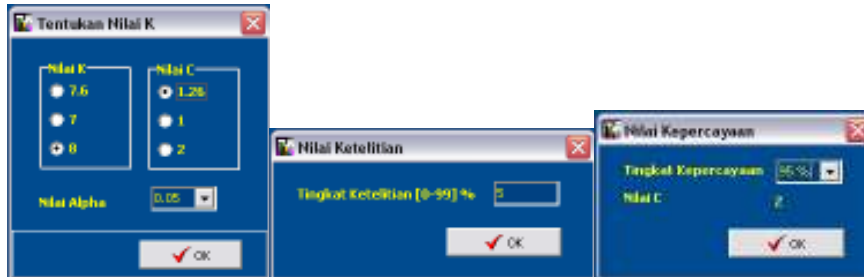 Tentukan Nilai K
Nilai K
7.6
7
8
Nilai C
1.26
1
2
Nilai Alpha 0.05
OK
Nilai Ketelitian
Tingkat Ketelitian [0-99] % 5
OK
Nilai Kepercayaan
Tingkat Kepercayaan 95 %
Nilai C 2
OK